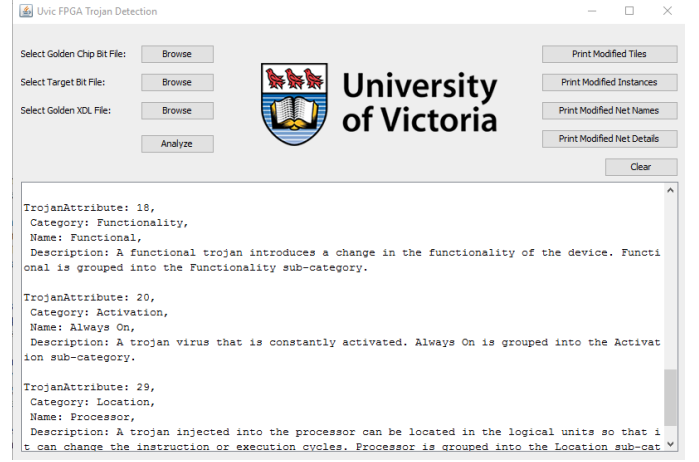 Uvic FPGA Trojan Detection
Select Golden Chip Bit File:
Browse
Select Target Bit File:
Browse
Select Golden XDL File:
Browse
Analyze
University
of Victoria
Print Modified Tiles
Print Modified Instances
Print Modified Net Names
Print Modified Net Details
Clear
TrojanAttribute: 18,
Category: Functionality,
Name: Functional,
Description: A functional trojan introduces a change in the functionality of the device. Functi
onal is grouped into the Functionality sub-category.
TrojanAttribute: 20,
Category: Activation,
Name: Always On,
Description: A trojan virus that is constantly activated. Always On is grouped into the Activat
ion sub-category.
TrojanAttribute: 29,
Category: Location,
Name: Processor,
Description: A trojan injected into the processor can be located in the logical units so that i
t can change the instruction or execution cycles. Processor is grouped into the Location sub-cat